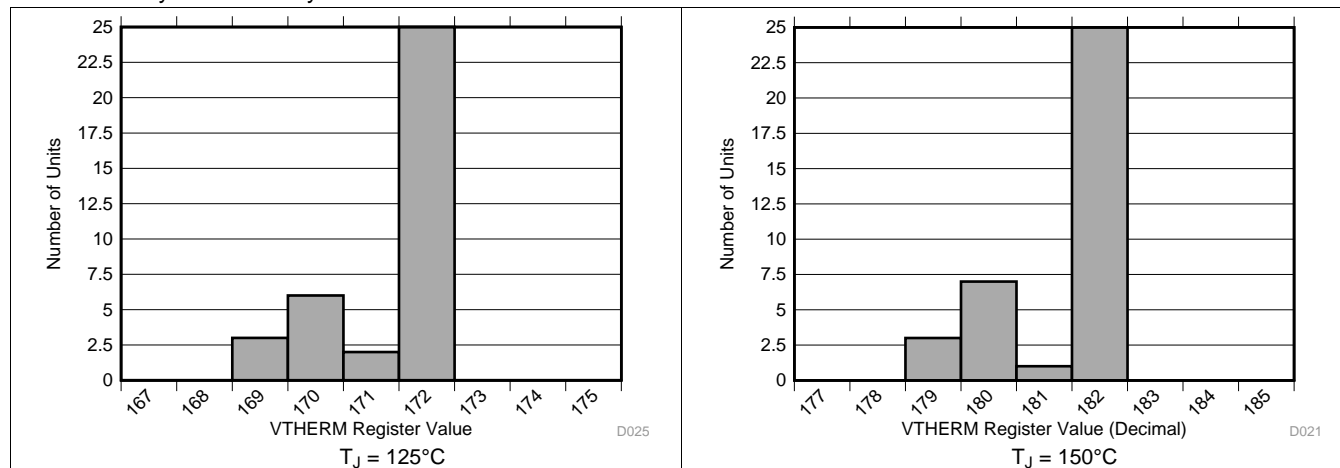 25
22.5
20
17.5
15
12.5
10
7.5
5
2.5
0
Number of Units
167 168 169 170 171 172 173 174 175
VTHERM Register Value
D025
TJ = 125°C
25
22.5
20
17.5
15
12.5
10
7.5
5
2.5
0
Number of Units
177 178 179 180 181 182 183 184 185
VTHERM Register Value (Decimal)
D021
TJ = 150°C